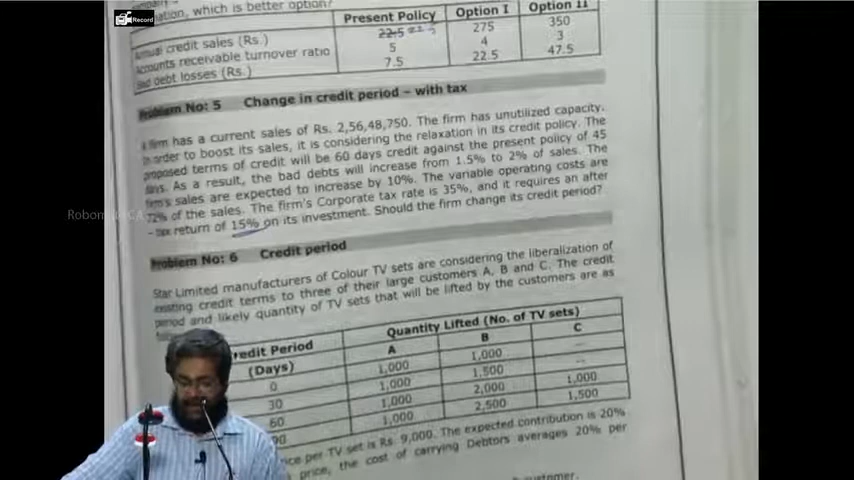 ation, which is better option?
Record
Present Policy Option I Option II
Annual credit sales (Rs.) 22.5 275 350
Accounts receivable turnover ratio 5 4 3
Bad debt losses (Rs.) 7.5 22.5 47.5
Problem No: 5 Change in credit period – with tax
A firm has a current sales of Rs. 2,56,48,750. The firm has unutilized capacity.
In order to boost its sales, it is considering the relaxation in its credit policy. The
proposed terms of credit will be 60 days credit against the present policy of 45
days. As a result, the bad debts will increase from 1.5% to 2% of sales. The
firm's sales are expected to increase by 10%. The variable operating costs are
72% of the sales. The firm's Corporate tax rate is 35%, and it requires an after
- tax return of 15% on its investment. Should the firm change its credit period?
Problem No: 6 Credit period
Star Limited manufacturers of Colour TV sets are considering the liberalization of
existing credit terms to three of their large customers A, B and C. The credit
period and likely quantity of TV sets that will be lifted by the customers are as
redit Period Quantity Lifted (No. of TV sets)
(Days) A B C
0 1,000 1,000 --
30 1,000 1,500 --
60 1,000 2,000 1,000
90 1,000 2,500 1,500
rice per TV set is Rs. 9,000. The expected contribution is 20%
price, the cost of carrying Debtors averages 20% per
customer.